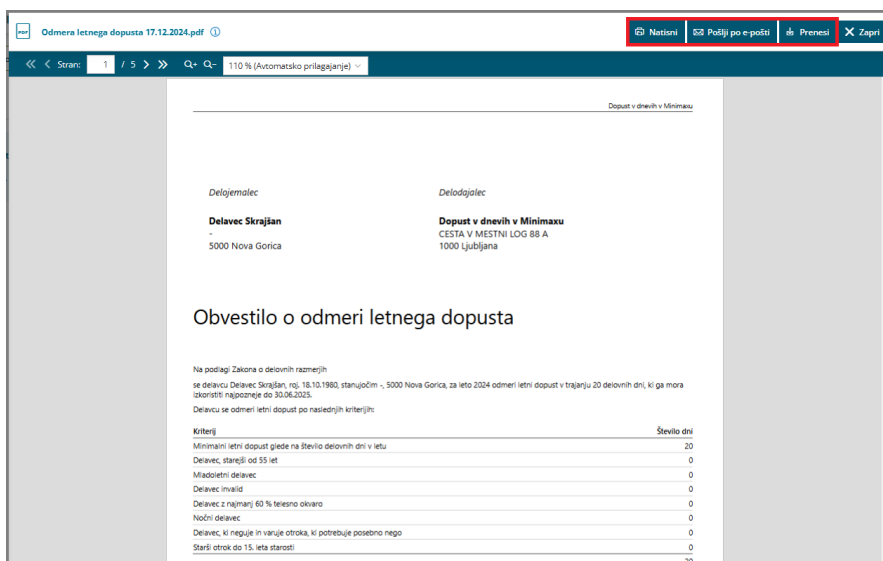 PDF Odmera letnega dopusta 17.12.2024.pdf Natisni Pošlji po e-pošti Prenesi Zapri
Stran: 1 / 5 110 % (Avtomatsko prilagajanje)
Dopust v dnevih v Minimaxu
Delojemalec Delodajalec
Delavec Skrajšan Dopust v dnevih v Minimaxu
- CESTA V MESTNI LOG 88 A
5000 Nova Gorica 1000 Ljubljana
Obvestilo o odmeri letnega dopusta
Na podlagi Zakona o delovnih razmerjih
se delavcu Delavec Skrajšan, roj. 18.10.1980, stanujočim -, 5000 Nova Gorica, za leto 2024 odmeri letni dopust v trajanju 20 delovnih dni, ki ga mora
izkoristiti najpozneje do 30.06.2025.
Delavcu se odmeri letni dopust po naslednjih kriterijih:
Kriterij Število dni
Minimalni letni dopust glede na število delovnih dni v letu 20
Delavec, starejši od 55 let 0
Mladoletni delavec 0
Delavec invalid 0
Delavec z najmanj 60 % telesno okvaro 0
Nočni delavec 0
Delavec, ki neguje in varuje otroka, ki potrebuje posebno nego 0
Starši otrok do 15. leta starosti 0
20